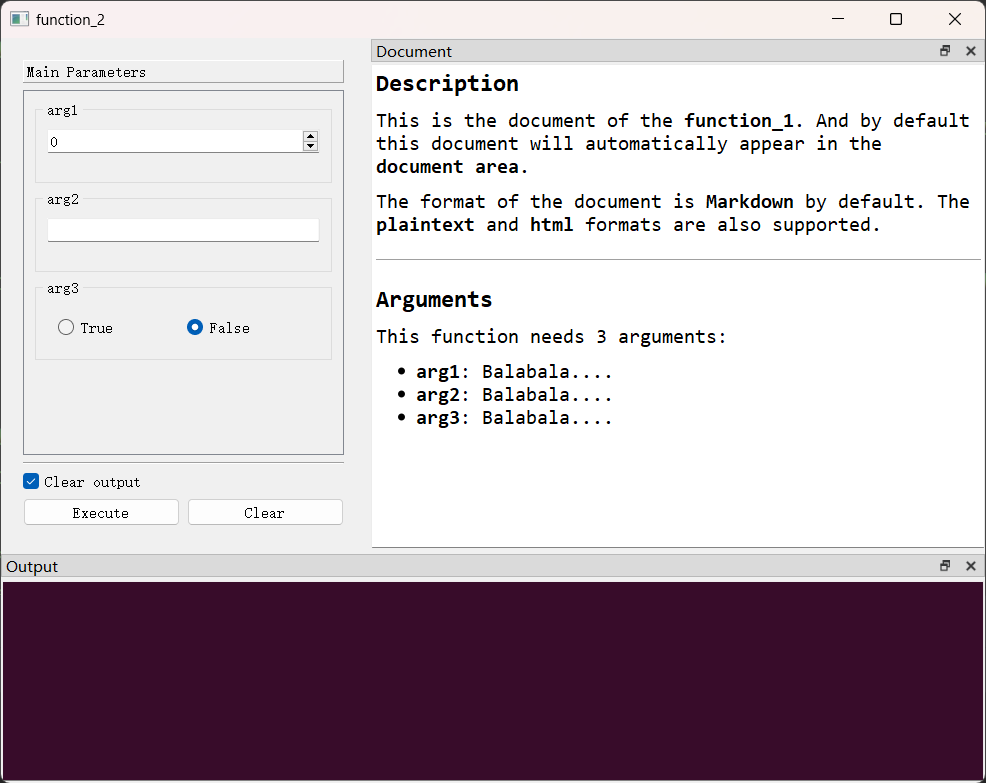 function_2
Main Parameters
arg1
0
arg2
arg3
True False
Clear output
Execute Clear
Document
Description
This is the document of the function_1. And by default
this document will automatically appear in the
document area.
The format of the document is Markdown by default. The
plaintext and html formats are also supported.
Arguments
This function needs 3 arguments:
• arg1: Balabala....
• arg2: Balabala....
• arg3: Balabala....
Output